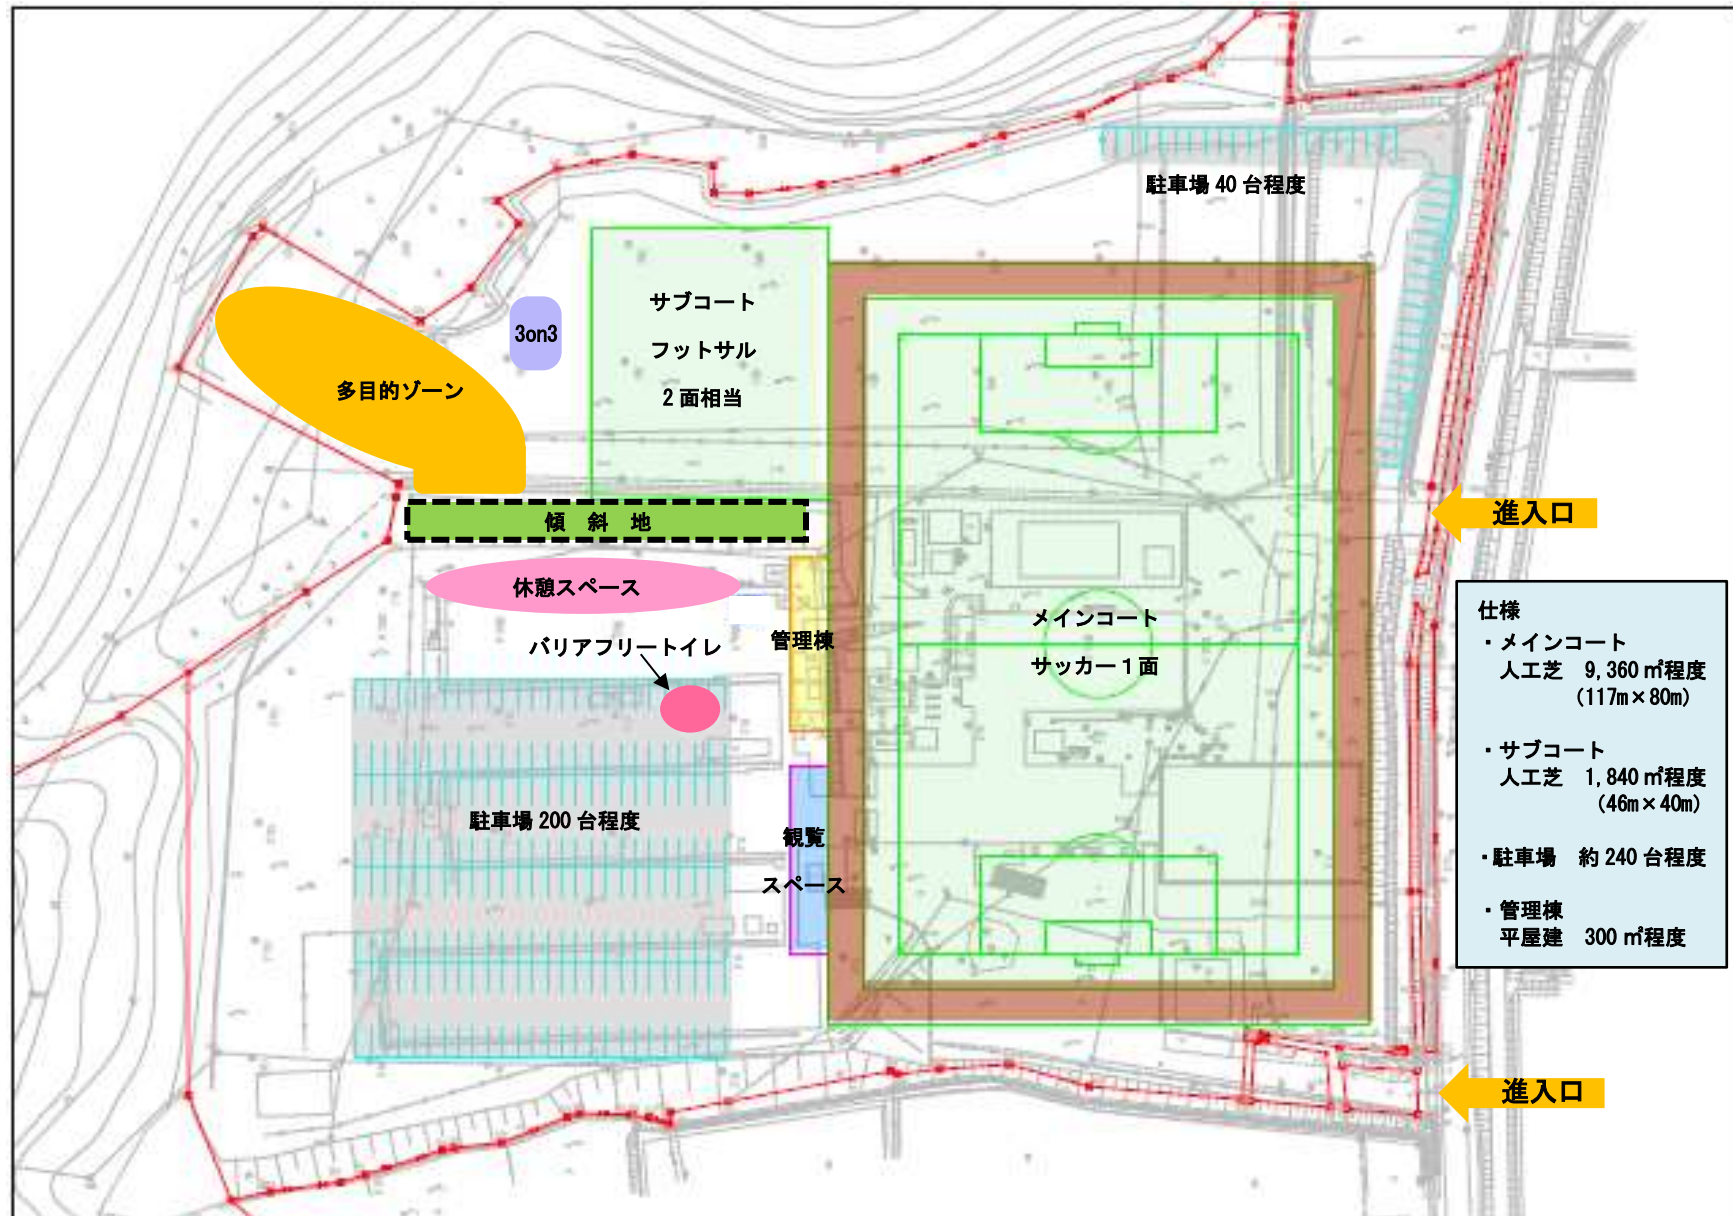 駐車場 40 台程度
サブコート
フットサル
2 面相当
3on3
多目的ゾーン
傾 斜 地
進入口
休憩スペース
管理棟
バリアフリートイレ
メインコート
サッカー 1 面
駐車場 200 台程度
観覧
スペース
仕様
・メインコート
人工芝 9,360 ㎡程度
(117m×80m)
・サブコート
人工芝 1,840 ㎡程度
(46m×40m)
・駐車場 約 240 台程度
・管理棟
平屋建 300 ㎡程度
進入口